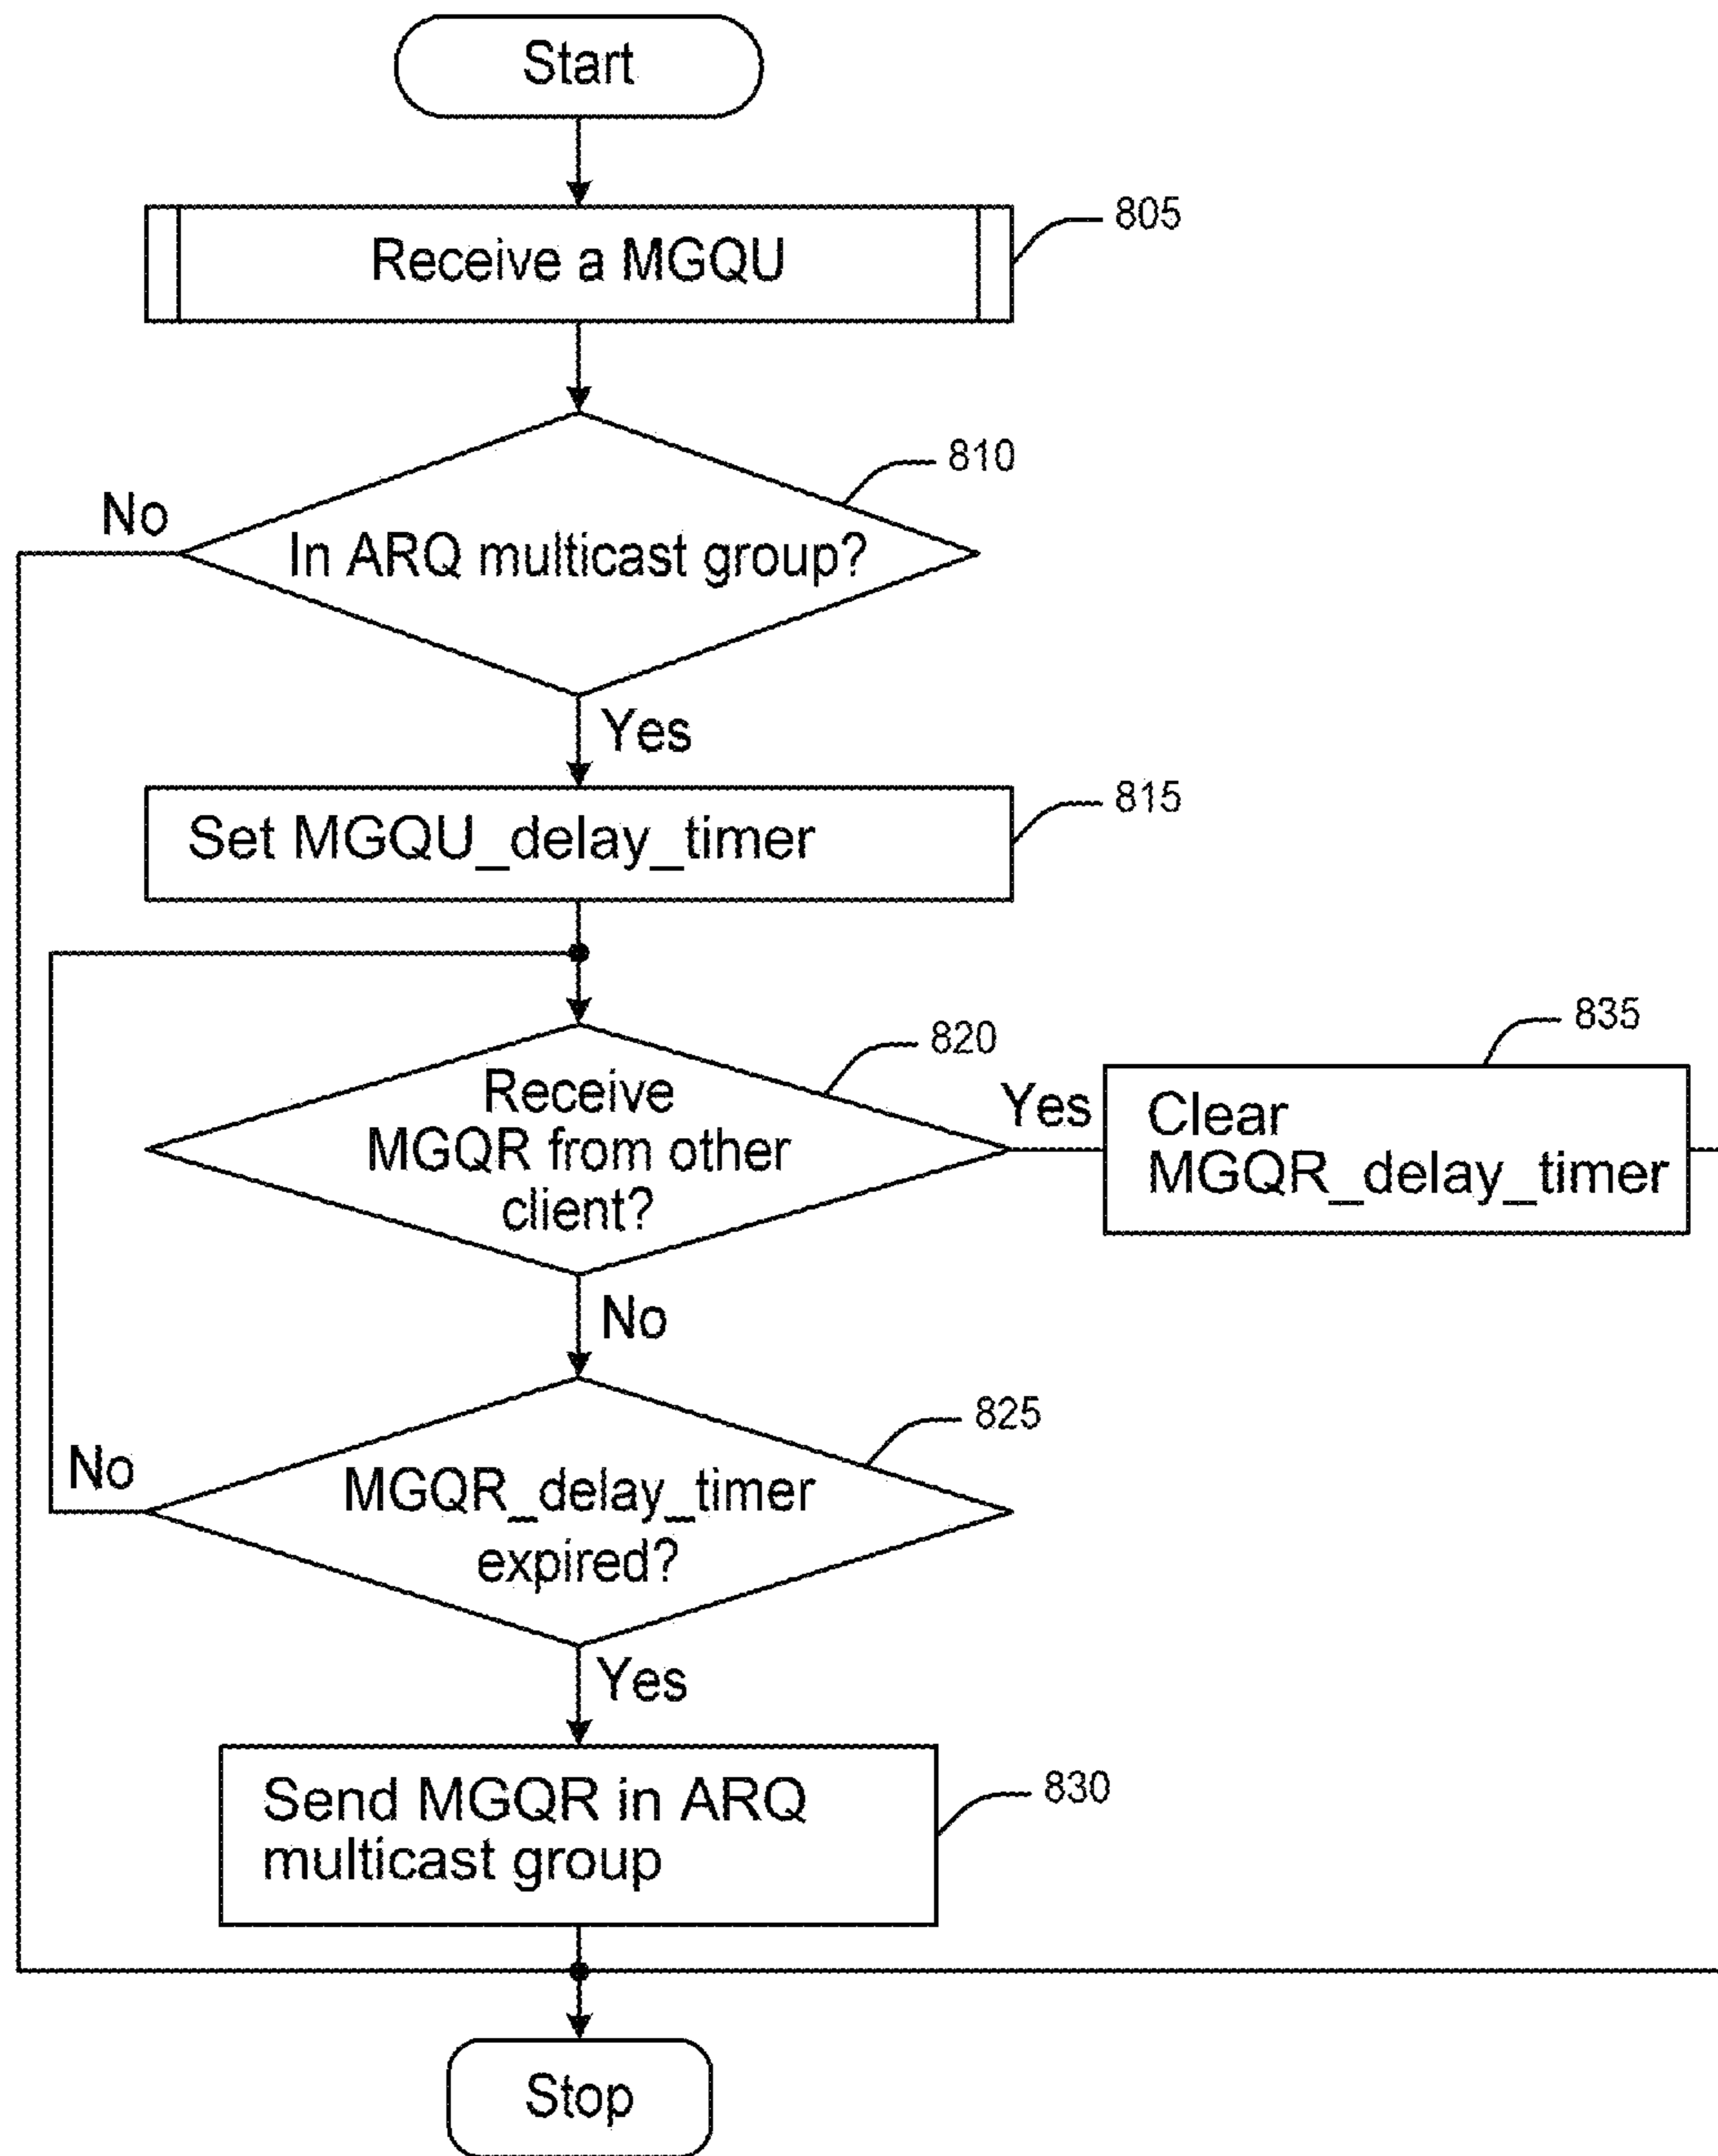 Start
Receive a MGQU
805
810
No
In ARQ multicast group?
Yes
815
Set MGQU_delay_timer
820
835
Receive
MGQR from other
client?
Yes
Clear
MGQR_delay_timer
No
825
No
MGQR_delay_timer
expired?
Yes
Send MGQR in ARQ
multicast group
830
Stop